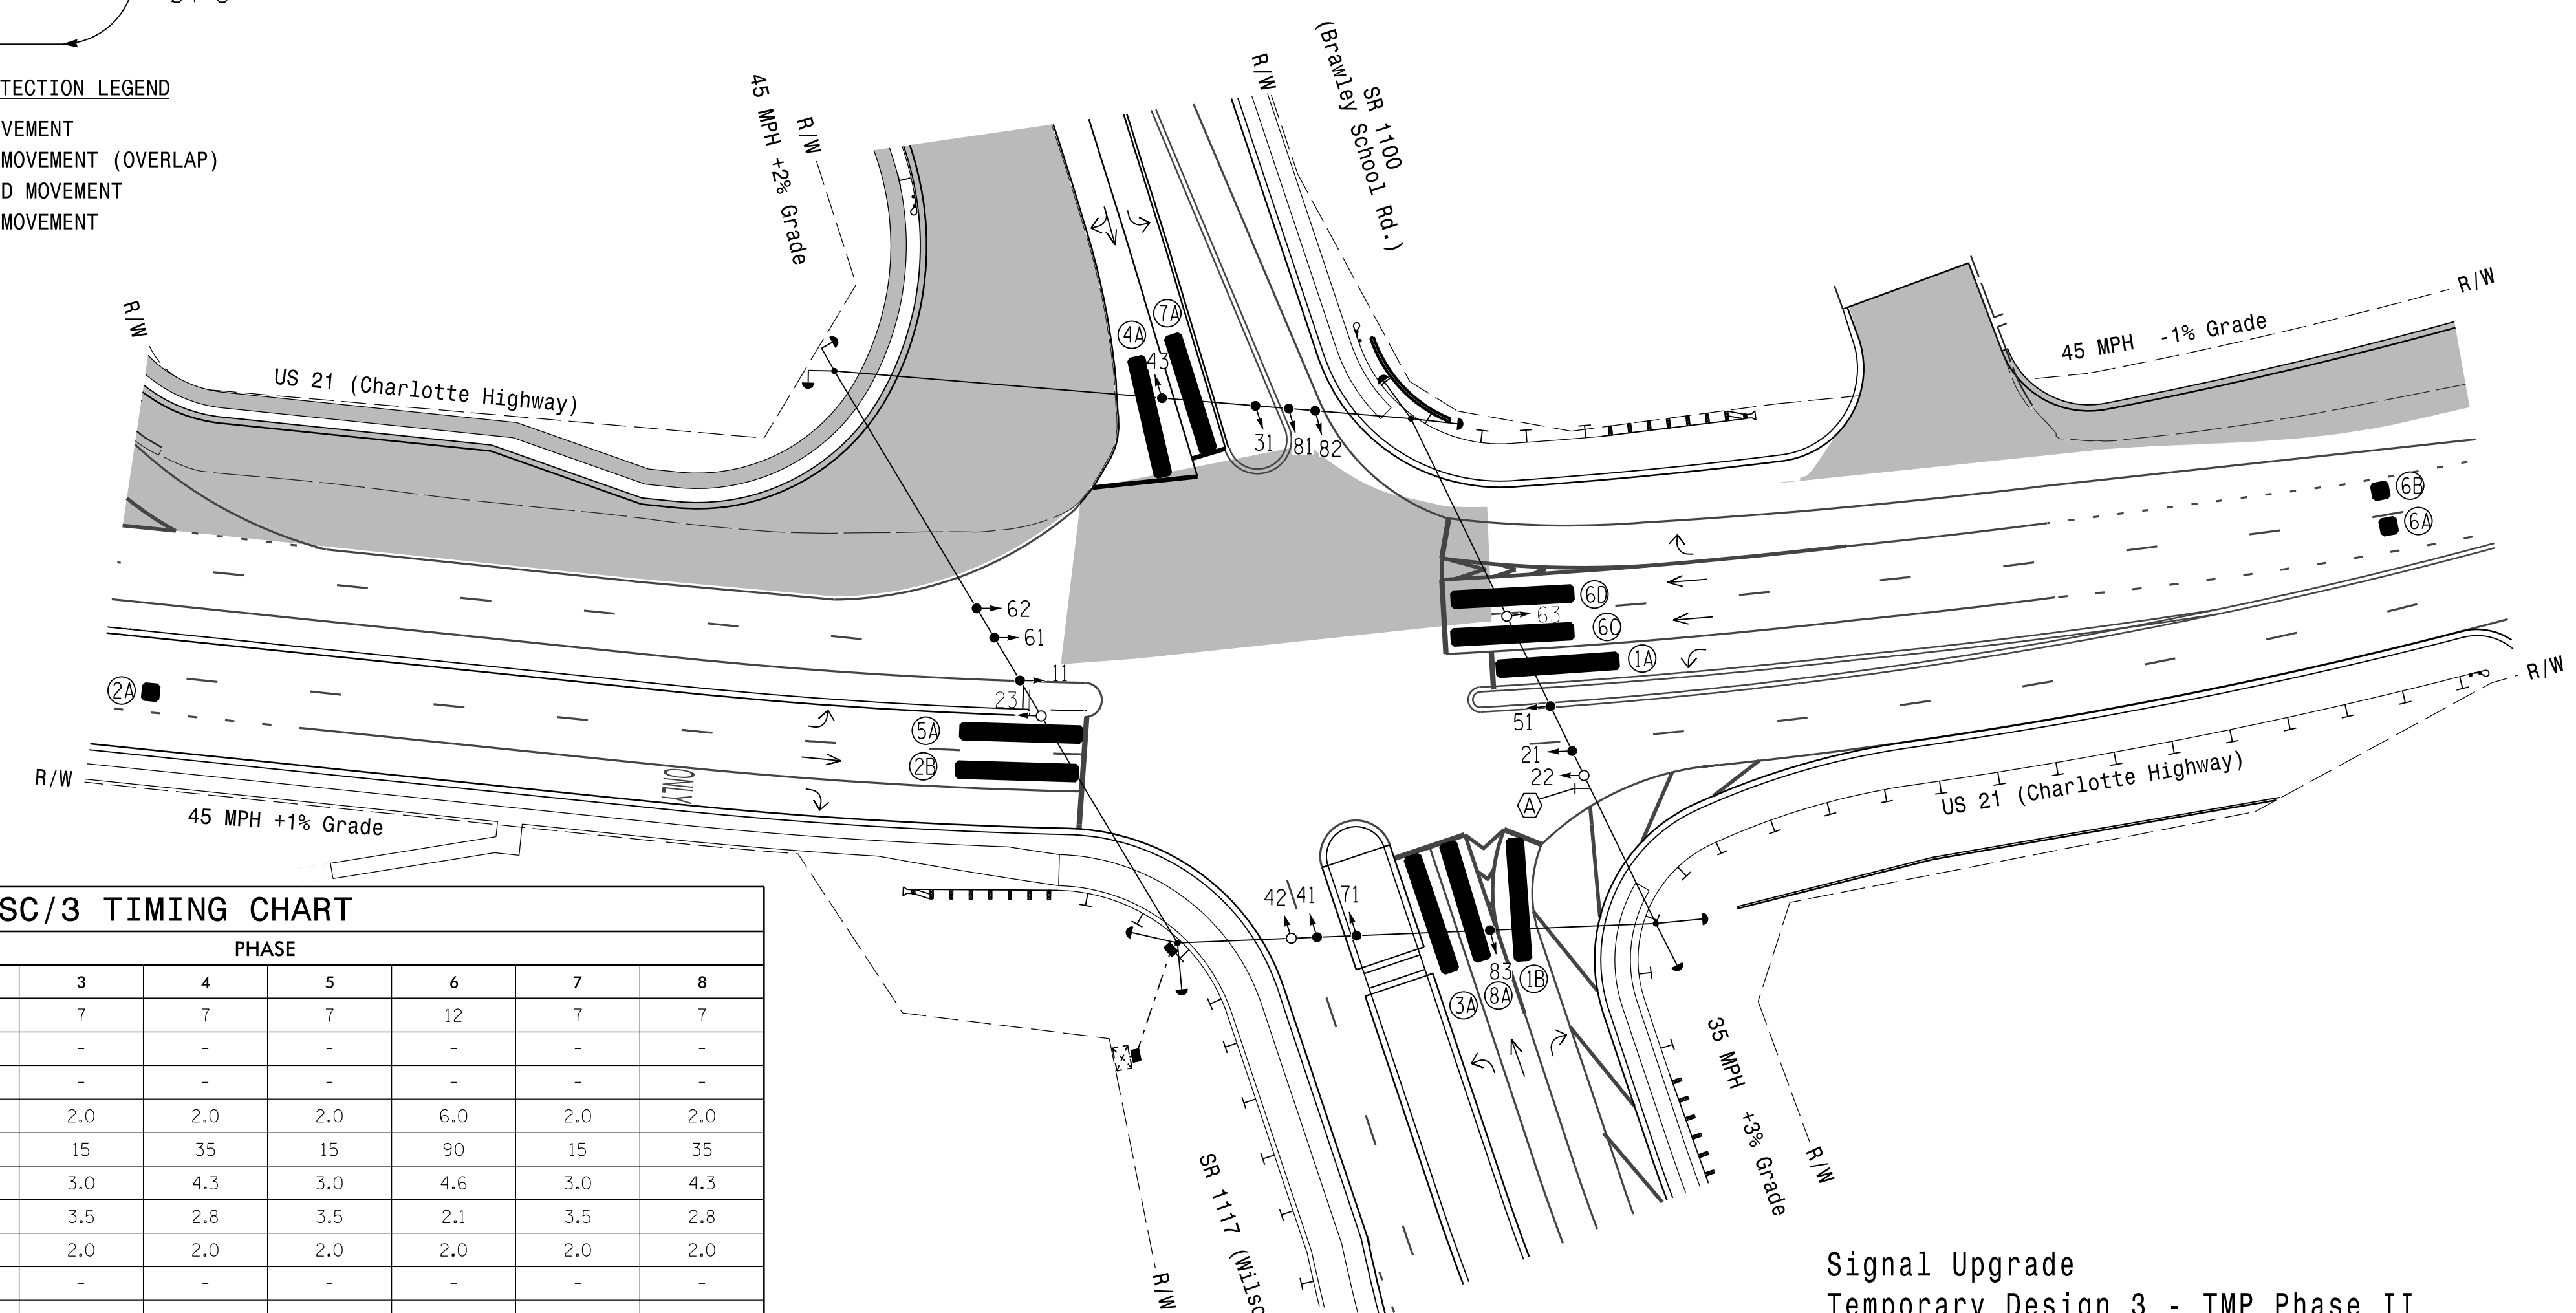 TECTION LEGEND
VEMENT
MOVEMENT (OVERLAP)
D MOVEMENT
MOVEMENT
45 MPH +2% Grade
R/W
R/W
SR 1100
(Brawley School Rd.)
R/W
US 21 (Charlotte Highway)
45 MPH -1% Grade
R/W
4A
7A
43
31
81
82
6B
6A
62
61
11
23
6D
63
6C
1A
2A
5A
2B
51
21
22
A
ONLY
R/W
45 MPH +1% Grade
US 21 (Charlotte Highway)
R/W
42
41
71
83
3A
8A
1B
SC/3 TIMING CHART
PHASE
3 4 5 6 7 8
7 7 7 12 7 7
- - - - - -
- - - - - -
2.0 2.0 2.0 6.0 2.0 2.0
15 35 15 90 15 35
3.0 4.3 3.0 4.6 3.0 4.3
3.5 2.8 3.5 2.1 3.5 2.8
2.0 2.0 2.0 2.0 2.0 2.0
- - - - - -
SR 1117 (Wilso
R/W
35 MPH +3% Grade
R/W
Signal Upgrade
Temporary Design 3 - TMP Phase II